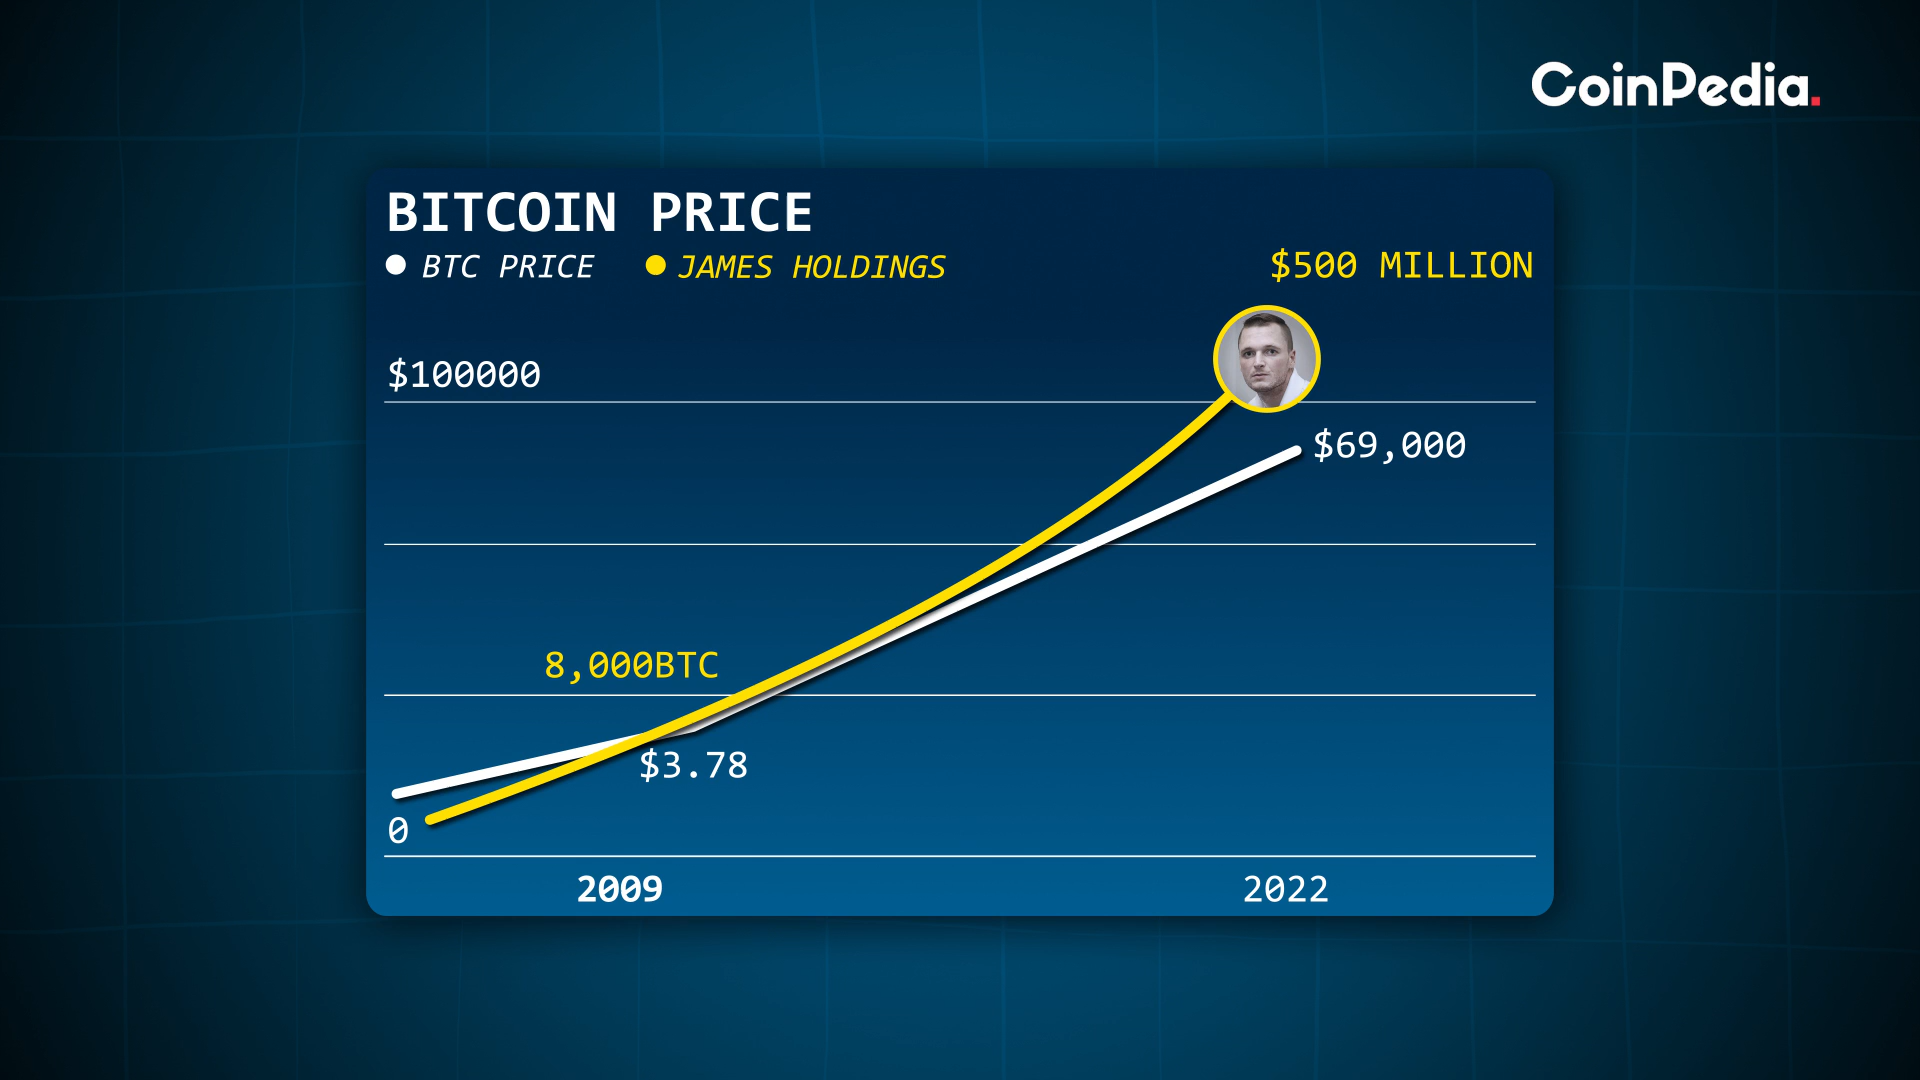 CoinPedia.
BITCOIN PRICE
BTC PRICE JAMES HOLDINGS
$500 MILLION
$100000
$69,000
8,000BTC
$3.78
0
2009 2022